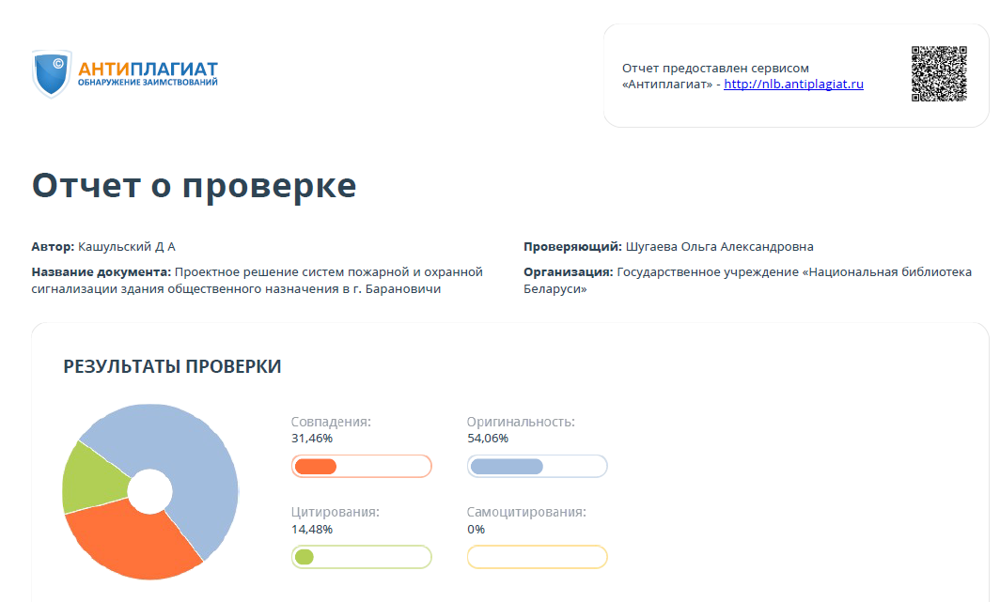 ©
АНТИПЛАГИАТ
ОБНАРУЖЕНИЕ ЗАИМСТВОВАНИЙ
Отчет предоставлен сервисом
«Антиплагиат» - http://nlb.antiplagiat.ru
Отчет о проверке
Автор: Кашульский Д А
Название документа: Проектное решение систем пожарной и охранной
сигнализации здания общественного назначения в г. Барановичи
Проверяющий: Шугаева Ольга Александровна
Организация: Государственное учреждение «Национальная библиотека
Беларуси»
РЕЗУЛЬТАТЫ ПРОВЕРКИ
Совпадения:
31,46%
Оригинальность:
54,06%
Цитирования:
14,48%
Самоцитирования:
0%